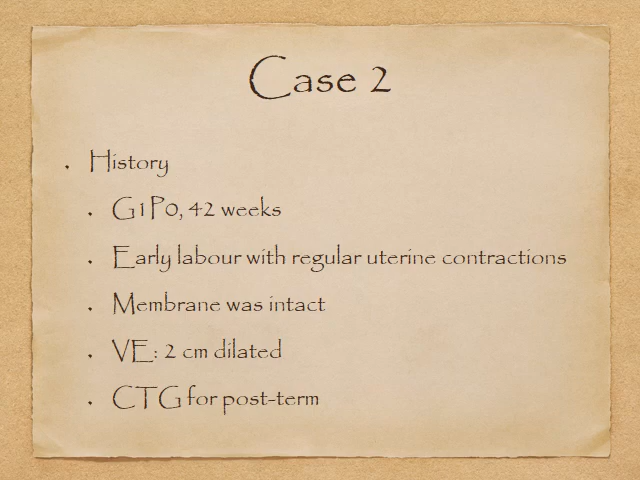 Case 2
• History
• G1P0, 42 weeks
• Early labour with regular uterine contractions
• Membrane was intact
• VE: 2 cm dilated
• CTG for post-term